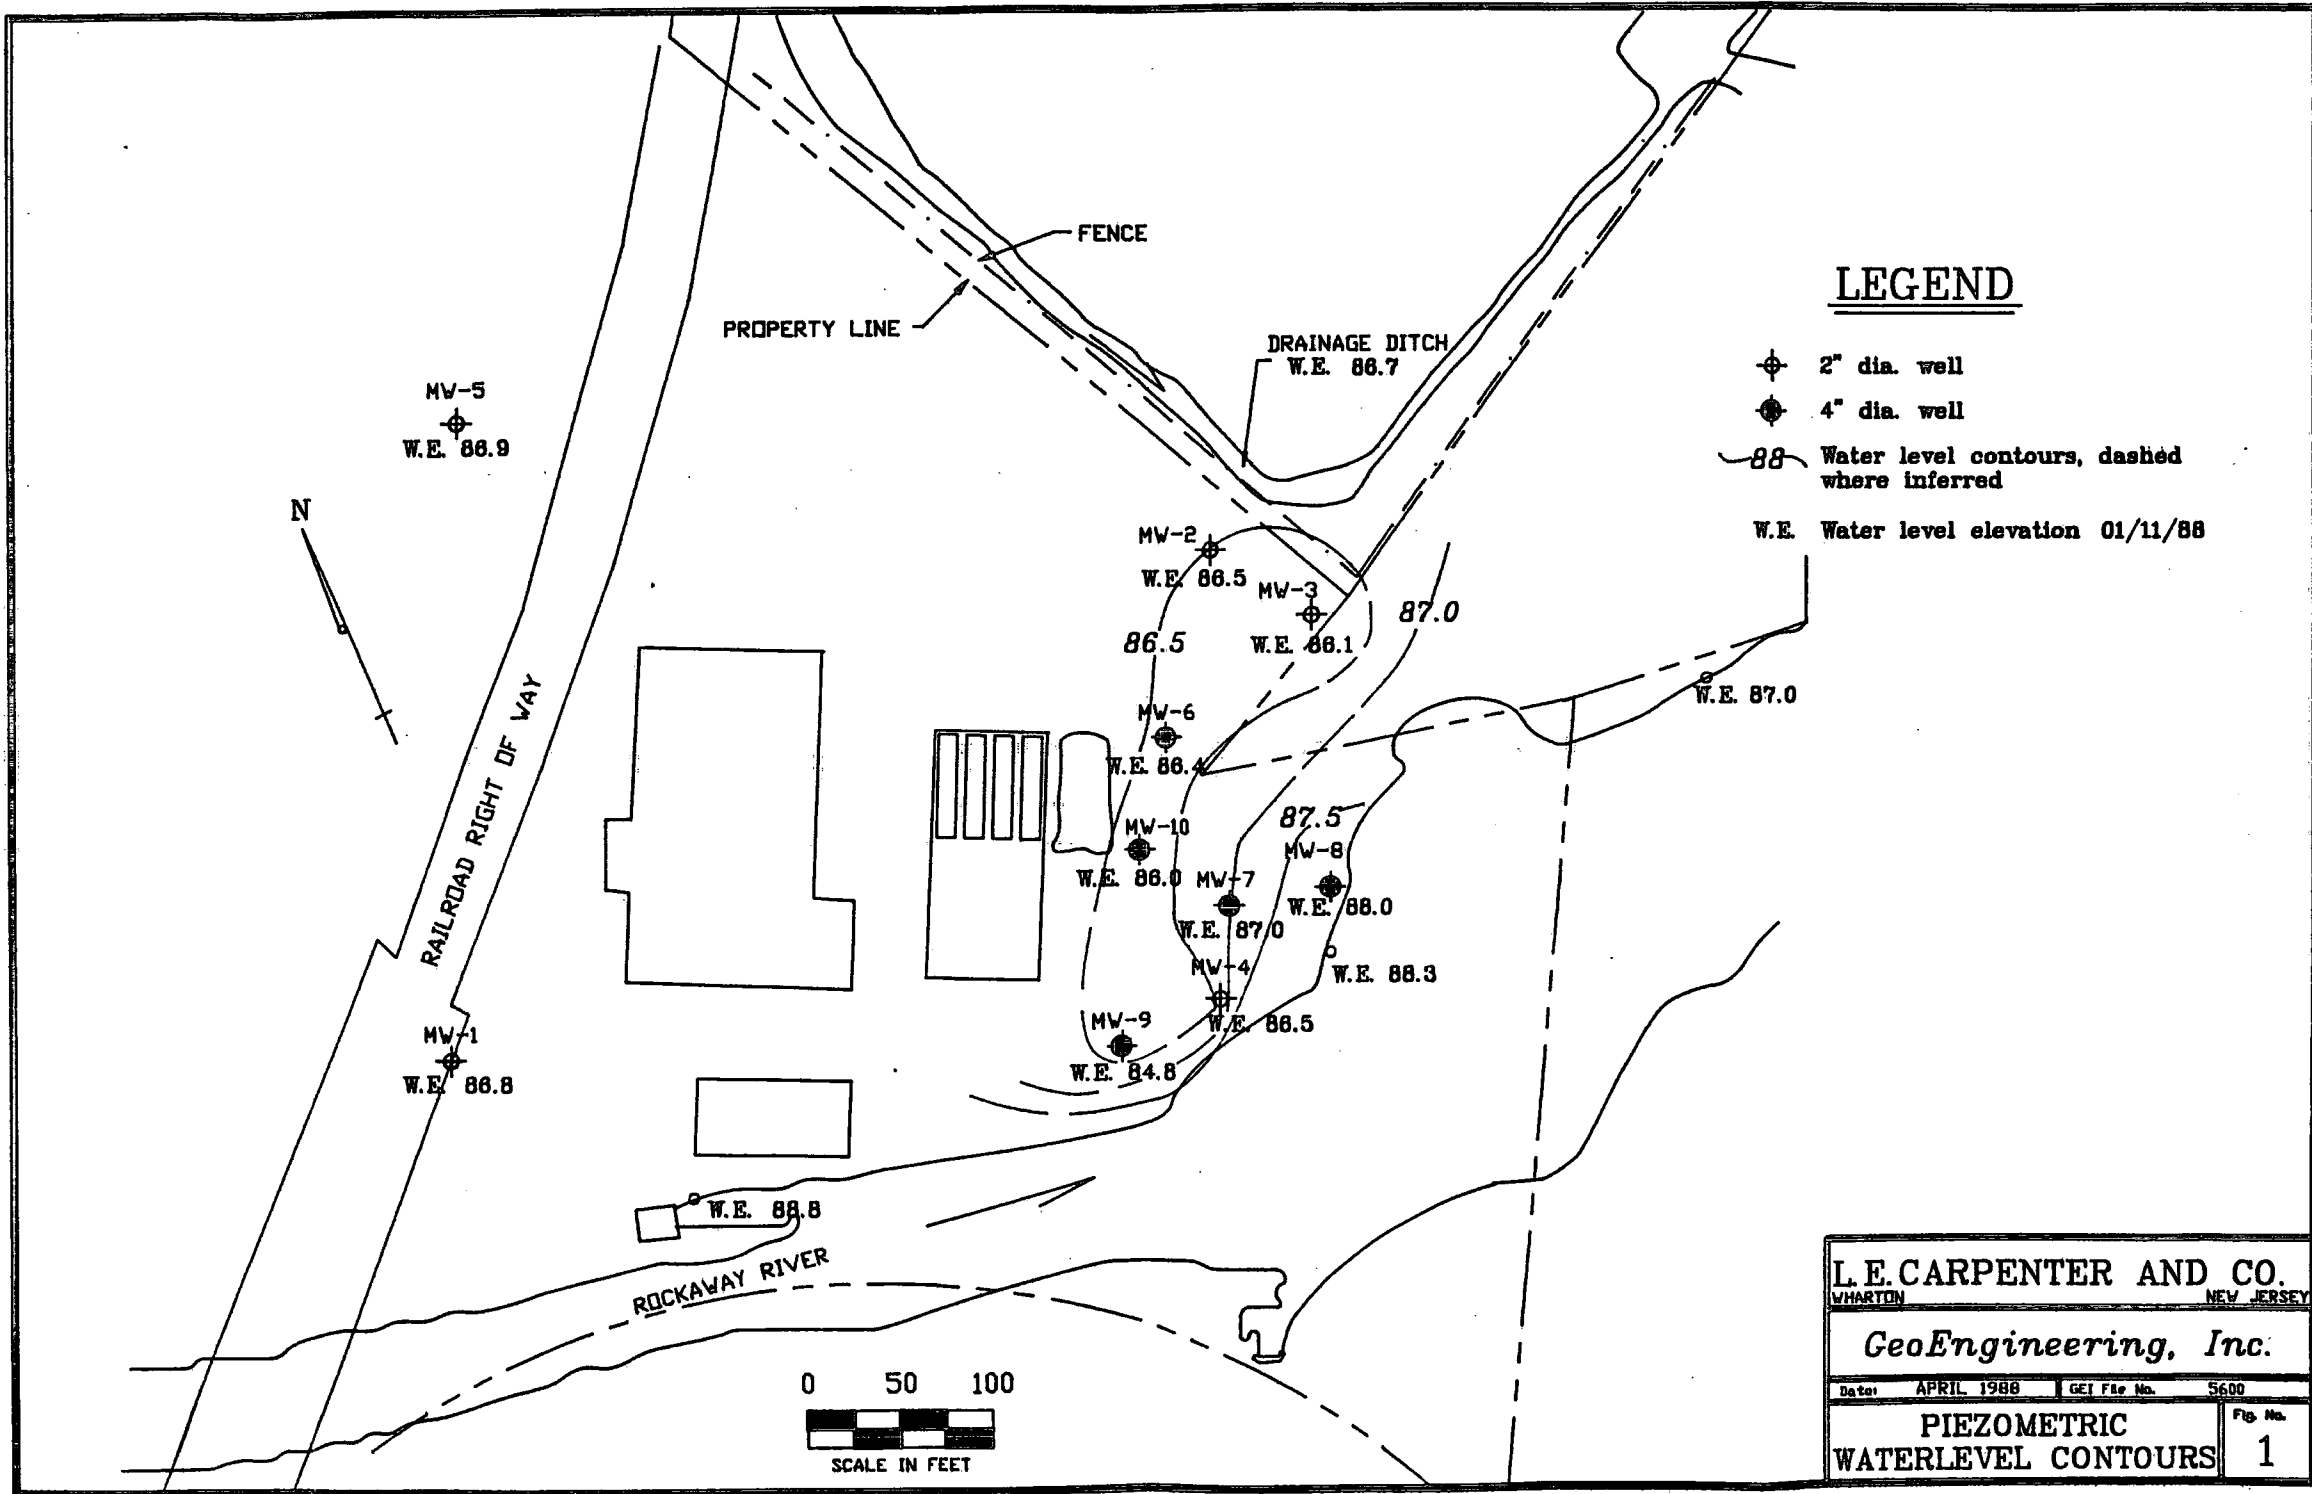 FENCE
PROPERTY LINE
DRAINAGE DITCH
W.E. 86.7
LEGEND
2" dia. well
4" dia. well
88 Water level contours, dashed
where inferred
W.E. Water level elevation 01/11/88
MW-5
W.E. 86.9
N
MW-2
W.E. 86.5
MW-3
W.E. 86.1
87.0
86.5
W.E. 87.0
RAILROAD RIGHT OF WAY
MW-6
W.E. 86.4
87.5
MW-10
W.E. 86.0
MW-8
W.E. 88.0
MW-7
W.E. 87.0
MW-4
W.E. 86.5
W.E. 88.3
MW-9
W.E. 84.8
MW-1
W.E. 86.8
W.E. 88.8
ROCKAWAY RIVER
0 50 100
SCALE IN FEET
L.E. CARPENTER AND CO.
WHARTON NEW JERSEY
GeoEngineering, Inc.
Date: APRIL 1988 GEI File No. 5600
PIEZOMETRIC
WATERLEVEL CONTOURS
Fig. No.
1